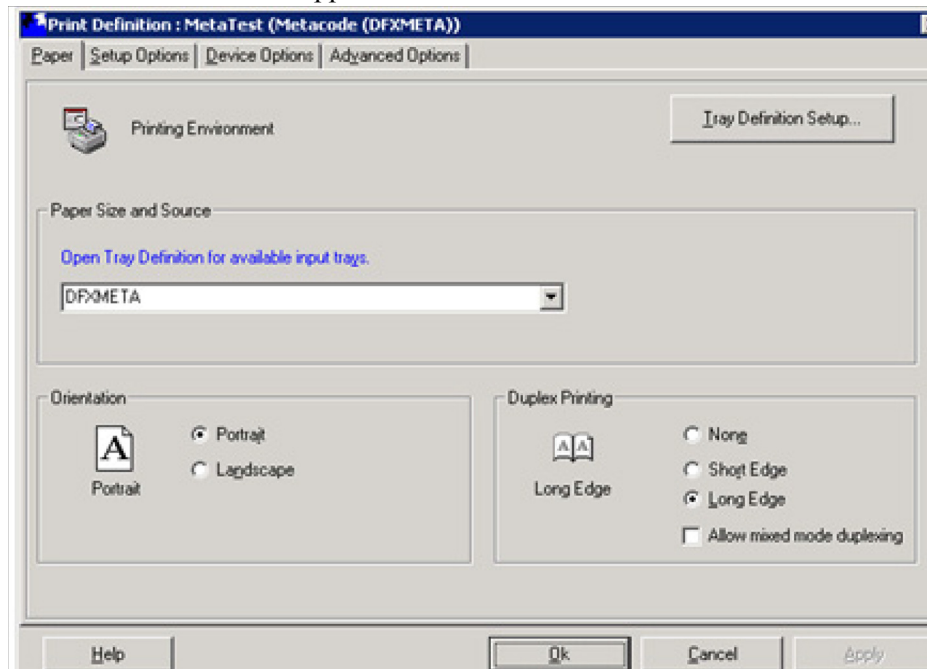 Print Definition : MetaTest (Metacode (DFXMETA))
Paper Setup Options Device Options Advanced Options
Printing Environment
Tray Definition Setup...
Paper Size and Source
Open Tray Definition for available input trays.
DFXMETA
Orientation
A
Portrait
Portrait
Landscape
Duplex Printing
A A
Long Edge
None
Short Edge
Long Edge
Allow mixed mode duplexing
Help
Ok
Cancel
Apply